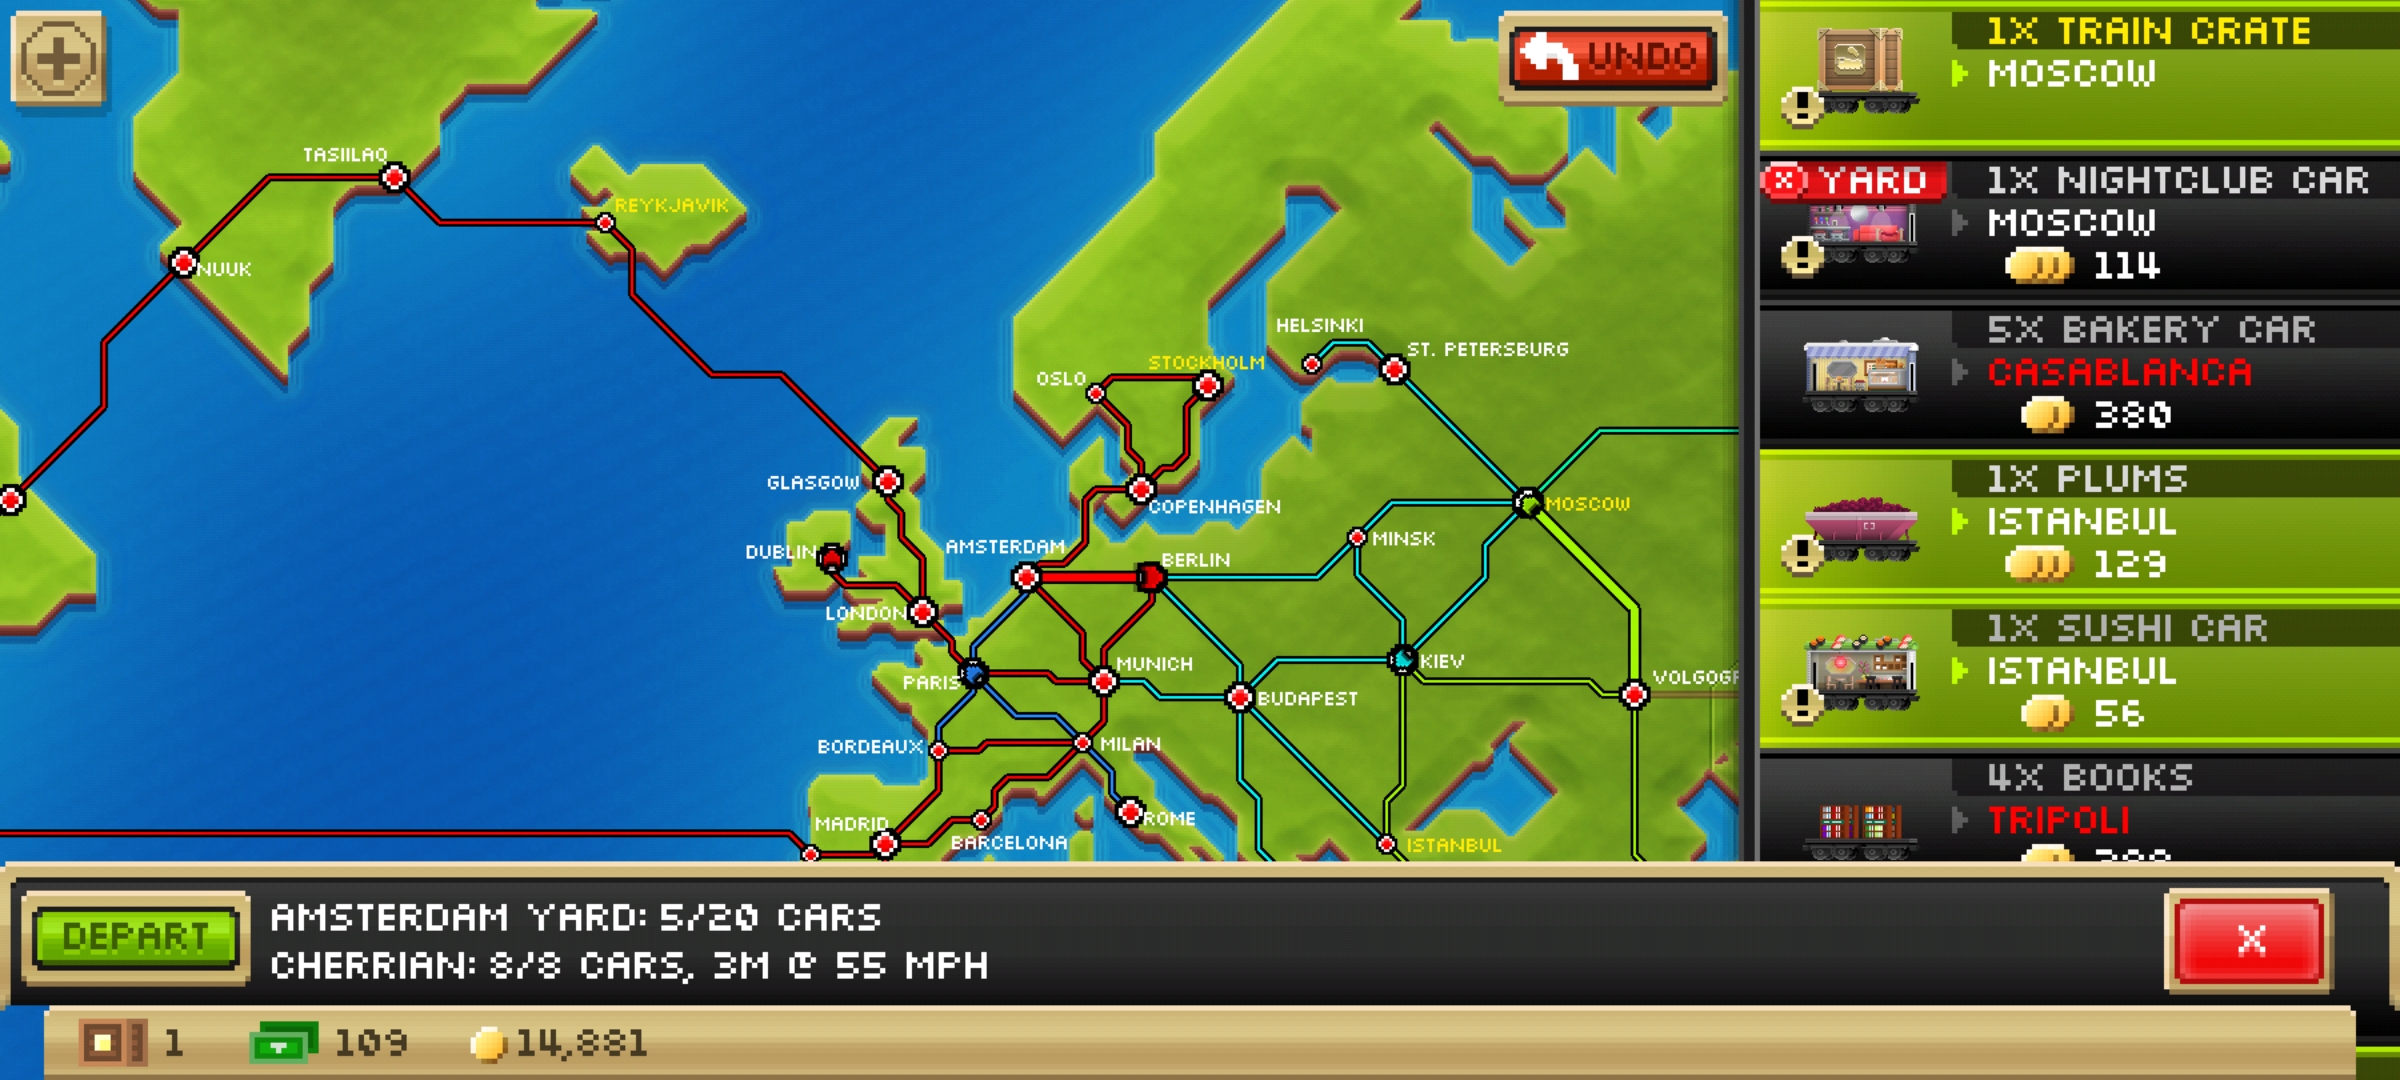 UNDO
TASIILAQ
REYKJAVIK
NUUK
HELSINKI
ST. PETERSBURG
STOCKHOLM
OSLO
GLASGOW
COPENHAGEN
MOSCOW
DUBLIN
AMSTERDAM
BERLIN
MINSK
LONDON
PARIS
MUNICH
KIEV
BUDAPEST
BORDEAUX
MILAN
MADRID
ROME
BARCELONA
ISTANBUL
1X TRAIN CRATE
MOSCOW
YARD
1X NIGHTCLUB CAR
MOSCOW
114
5X BAKERY CAR
CASABLANCA
380
1X PLUMS
ISTANBUL
129
1X SUSHI CAR
ISTANBUL
56
4X BOOKS
TRIPOLI
DEPART
AMSTERDAM YARD: 5/20 CARS
CHERRIAN: 8/8 CARS, 3M @ 55 MPH
X
1
109
14,881